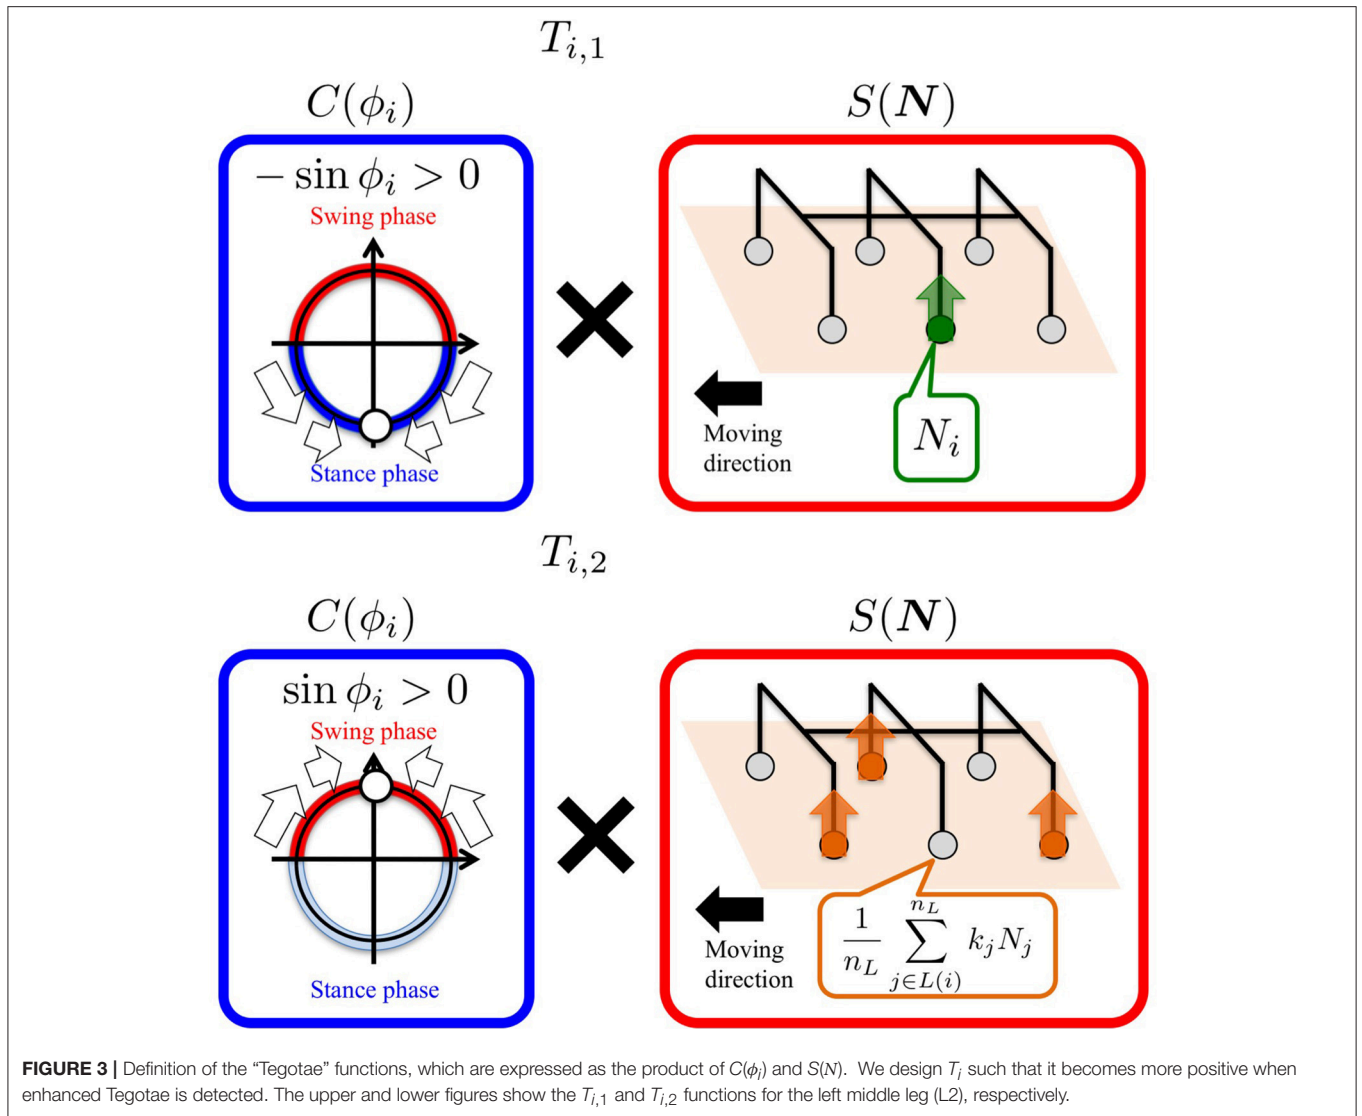 T_{i,1}
C(ϕ_i)
S(N)
− sin ϕ_i > 0
Swing phase
Stance phase
Moving
direction
N_i
T_{i,2}
C(ϕ_i)
S(N)
sin ϕ_i > 0
Swing phase
Stance phase
Moving
direction
\frac{1}{n_L} \sum_{j∈L(i)}^{n_L} k_j N_j
FIGURE 3 | Definition of the “Tegotae” functions, which are expressed as the product of C(ϕ_i) and S(N). We design T_i such that it becomes more positive when
enhanced Tegotae is detected. The upper and lower figures show the T_{i,1} and T_{i,2} functions for the left middle leg (L2), respectively.